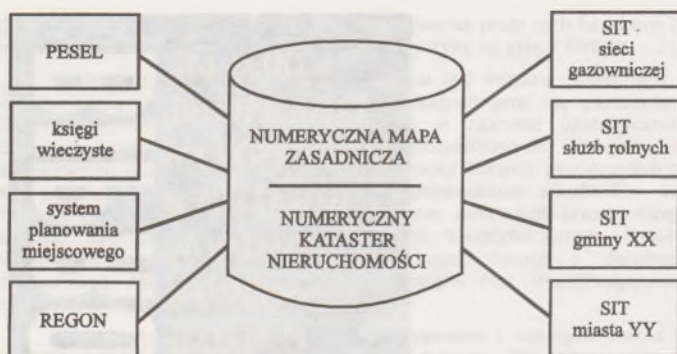 PESEL
księgi
wieczyste
system
planowania
miejscowego
REGON
NUMERYCZNA MAPA
ZASADNICZA
NUMERYCZNY
KATASTER
NIERUCHOMOŚCI
SIT
sieci
gazowniczej
SIT
służb rolnych
SIT
gminy XX
SIT
miasta YY